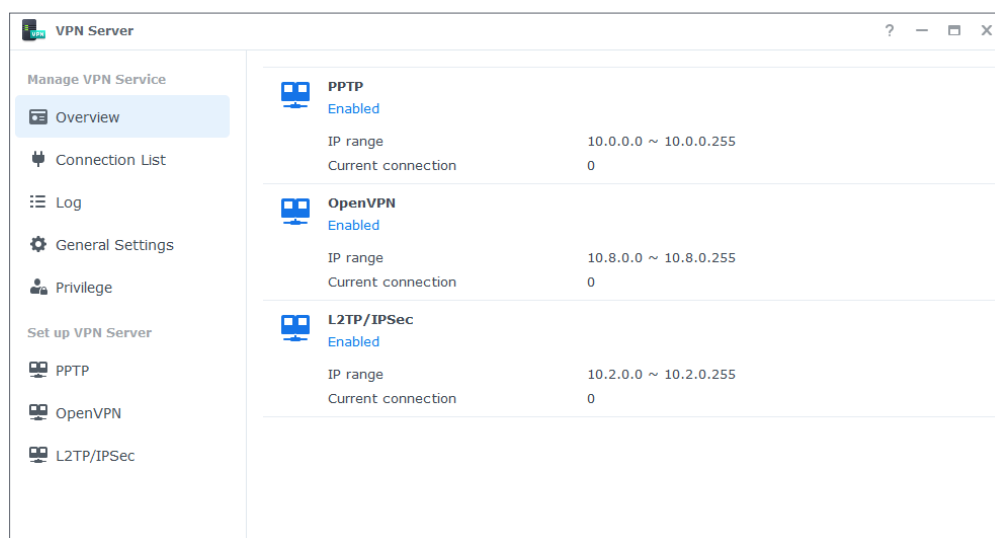 VPN Server
Manage VPN Service
Overview
Connection List
Log
General Settings
Privilege
Set up VPN Server
PPTP
OpenVPN
L2TP/IPSec
PPTP
Enabled
IP range 10.0.0.0 ~ 10.0.0.255
Current connection 0
OpenVPN
Enabled
IP range 10.8.0.0 ~ 10.8.0.255
Current connection 0
L2TP/IPSec
Enabled
IP range 10.2.0.0 ~ 10.2.0.255
Current connection 0